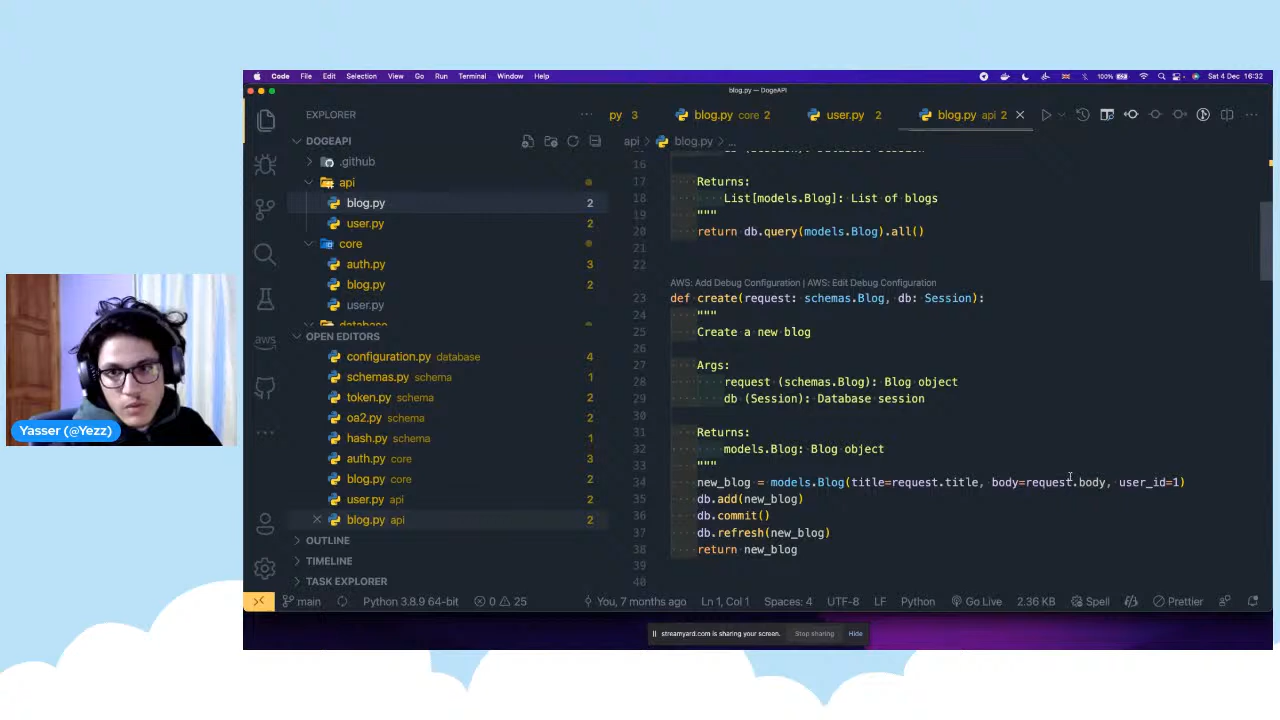 Code File Edit Selection View Go Run Terminal Window Help 100% Sat 4 Dec 16:32
blog.py — DogeAPI
EXPLORER
py 3 blog.py core 2 user.py 2 blog.py api 2
DOGEAPI
api > blog.py > ...
.github
api
blog.py 2
user.py 2
core
auth.py 3
blog.py 2
user.py
database
OPEN EDITORS
configuration.py database 4
schemas.py schema 1
token.py schema 2
oa2.py schema 2
hash.py schema 1
auth.py core 3
blog.py core 2
user.py api 2
blog.py api 2
OUTLINE
TIMELINE
TASK EXPLORER
aws
16
17 Returns:
18 List[models.Blog]: List of blogs
19 """
20 return db.query(models.Blog).all()
21
22
AWS: Add Debug Configuration | AWS: Edit Debug Configuration
23 def create(request: schemas.Blog, db: Session):
24 """
25 Create a new blog
26
27 Args:
28 request (schemas.Blog): Blog object
29 db (Session): Database session
30
31 Returns:
32 models.Blog: Blog object
33 """
34 new_blog = models.Blog(title=request.title, body=request.body, user_id=1)
35 db.add(new_blog)
36 db.commit()
37 db.refresh(new_blog)
38 return new_blog
39
40
main Python 3.8.9 64-bit 0 25 You, 7 months ago Ln 1, Col 1 Spaces: 4 UTF-8 LF Python Go Live 2.36 KB Spell Prettier
streamyard.com is sharing your screen. Stop sharing Hide
Yasser (@Yezz)